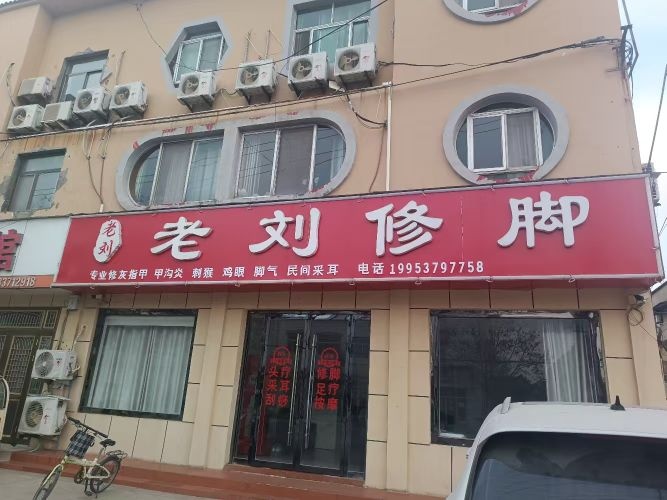 老刘
老刘修脚
专业修灰指甲 甲沟炎 刺猴 鸡眼 脚气 民间采耳 电话 19953797758
33712918
头疗
采耳
刮痧
修脚
足疗
按摩